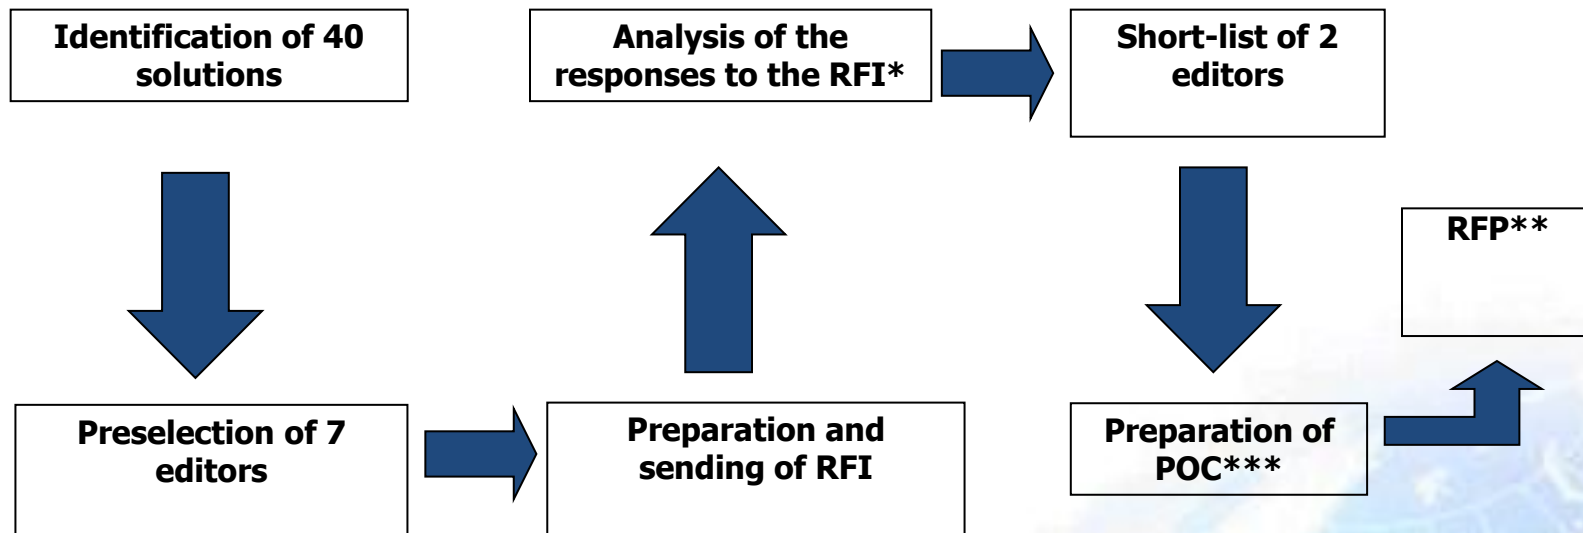 Identification of 40
solutions
Preselection of 7
editors
Preparation and
sending of RFI
Analysis of the
responses to the RFI*
Short-list of 2
editors
Preparation of
POC***
RFP**